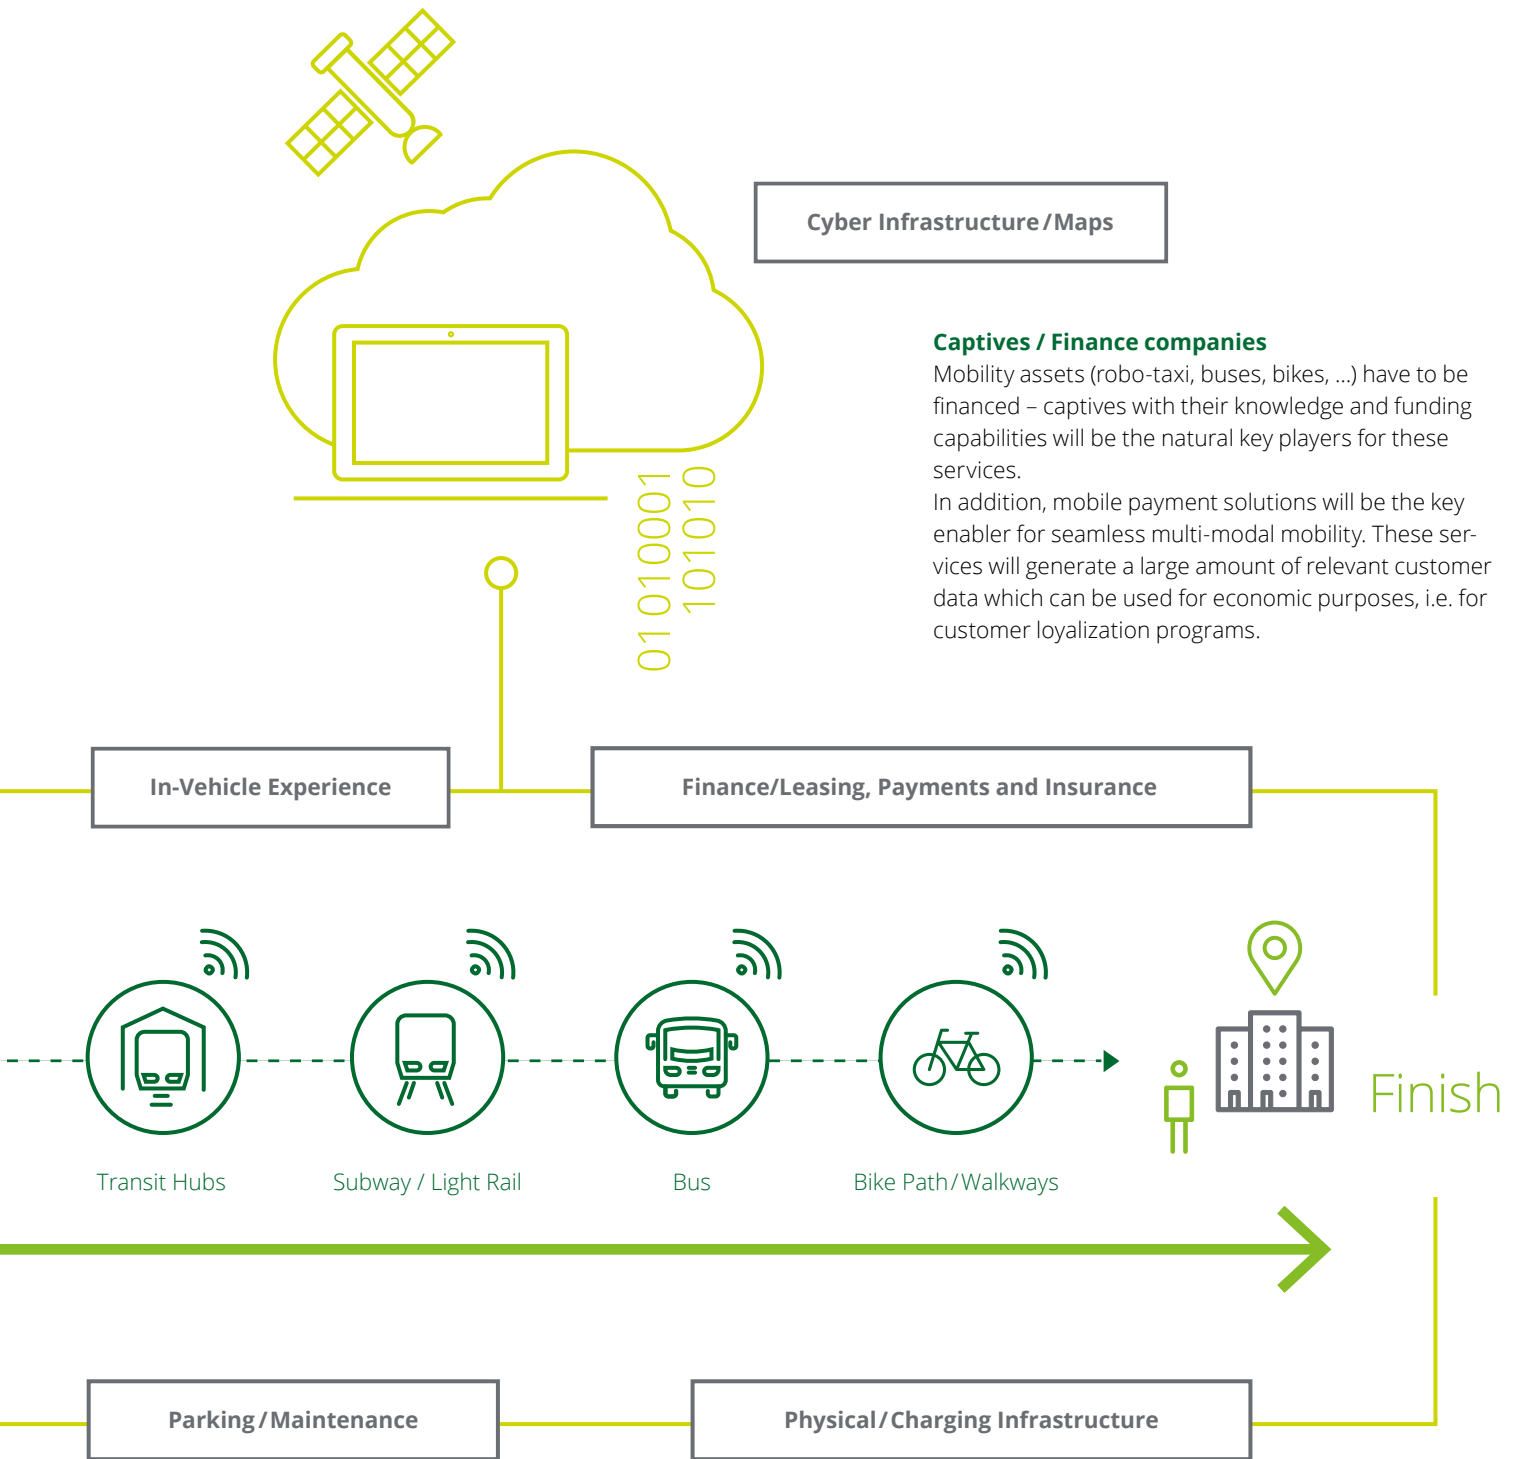 Cyber Infrastructure/Maps
Captives / Finance companies
Mobility assets (robo-taxi, buses, bikes, …) have to be
financed – captives with their knowledge and funding
capabilities will be the natural key players for these
services.
In addition, mobile payment solutions will be the key
enabler for seamless multi-modal mobility. These ser-
vices will generate a large amount of relevant customer
data which can be used for economic purposes, i.e. for
customer loyalization programs.
01010001
101010
In-Vehicle Experience
Finance/Leasing, Payments and Insurance
Finish
Transit Hubs
Subway / Light Rail
Bus
Bike Path/Walkways
Parking/Maintenance
Physical/Charging Infrastructure